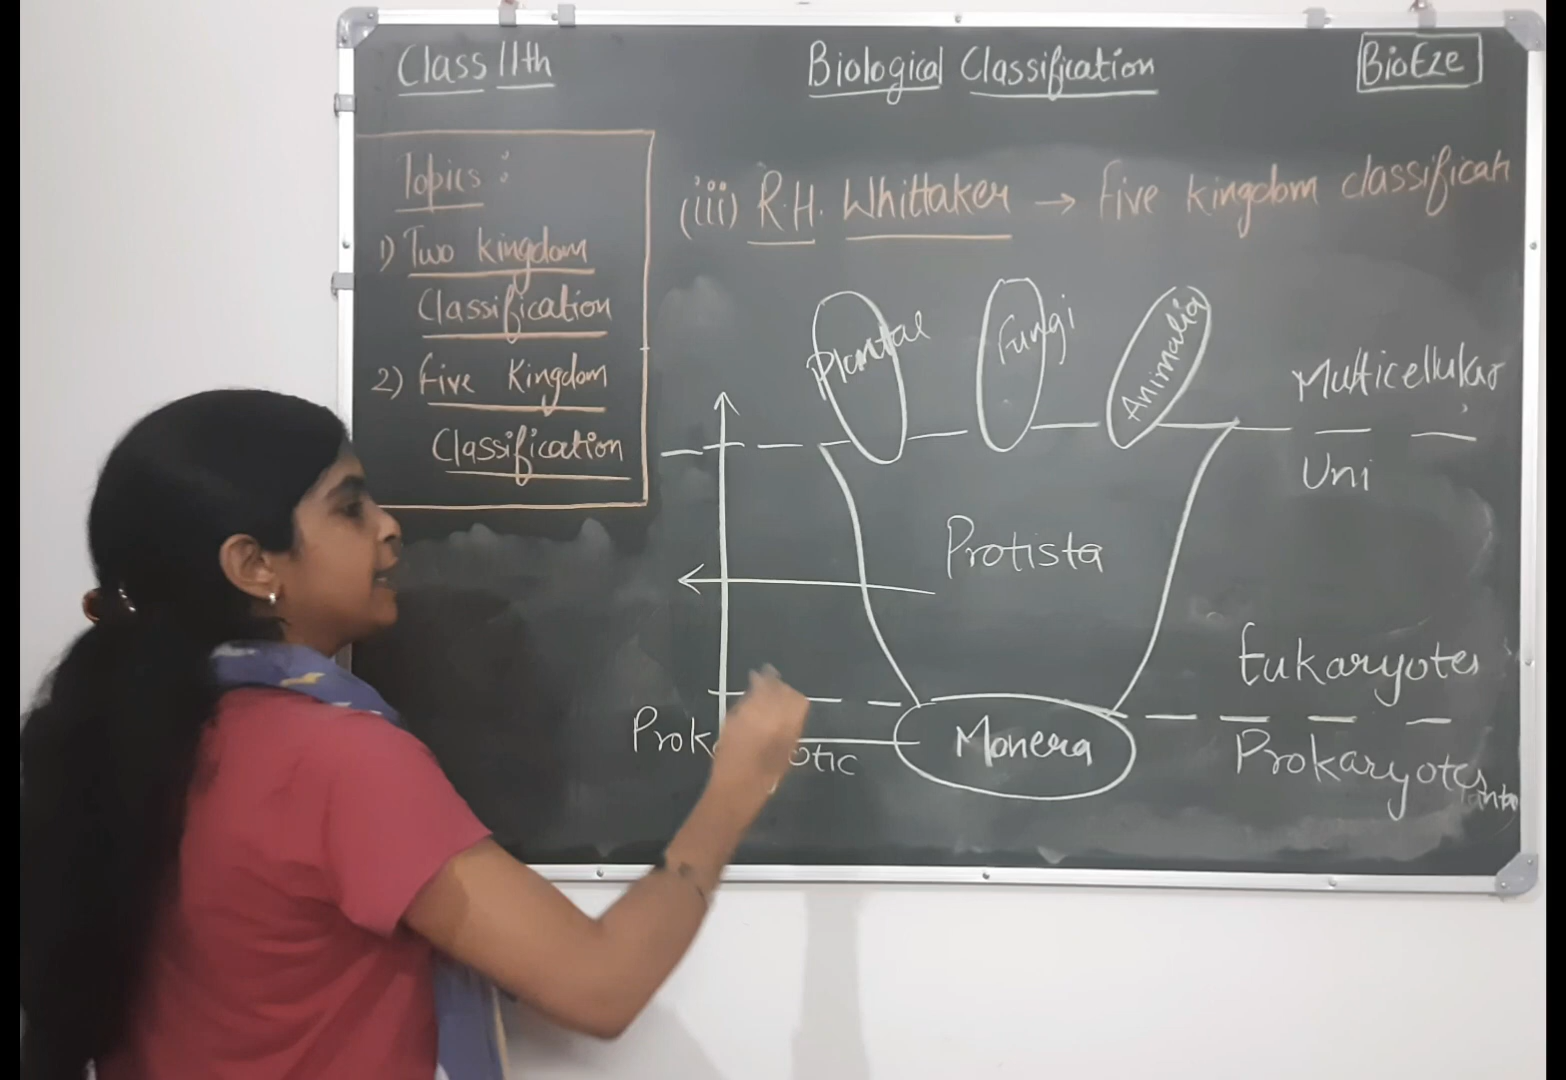 Class 11th
Biological Classification
BioEze
Topics :
1) Two kingdom
Classification
2) Five Kingdom
Classification
(iii) R.H. Whittaker → Five kingdom classificati
Plantae
Fungi
Animalia
Multicellular
Uni
Protista
Eukaryotes
Monera
Prokaryotes